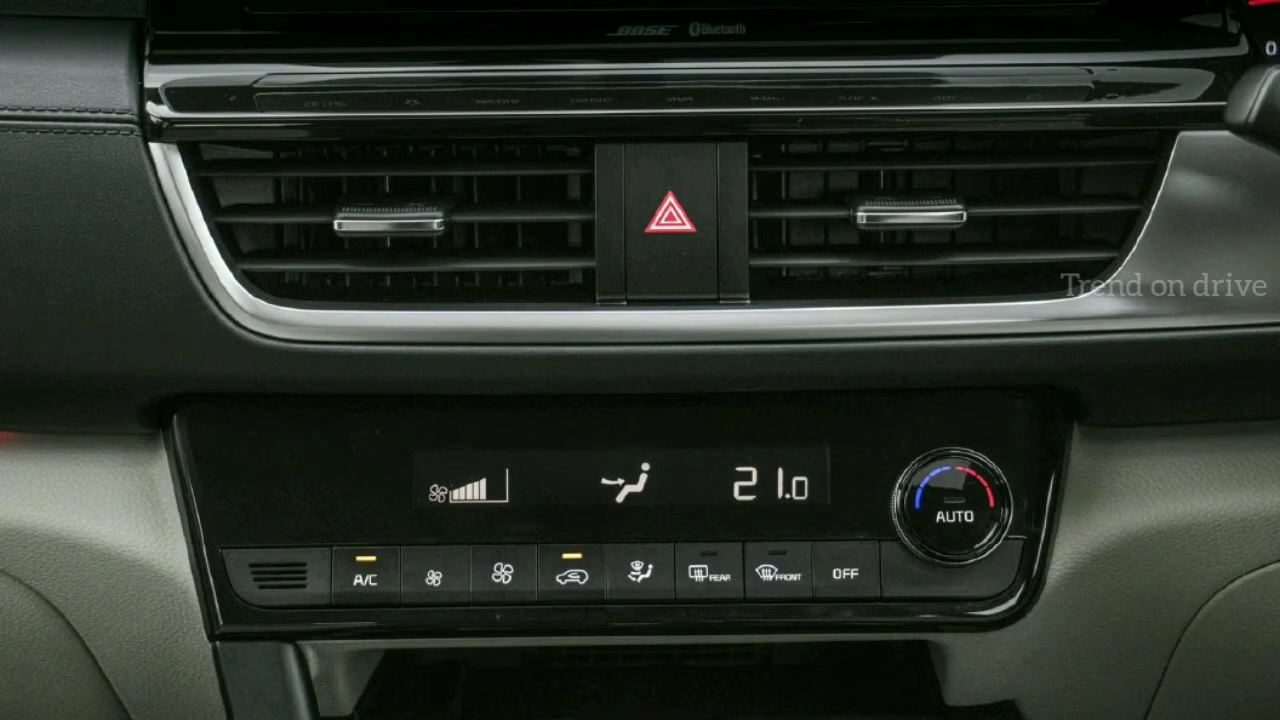 BOSE Bluetooth
Trend on drive
21.0
AUTO
A/C
REAR
FRONT
OFF